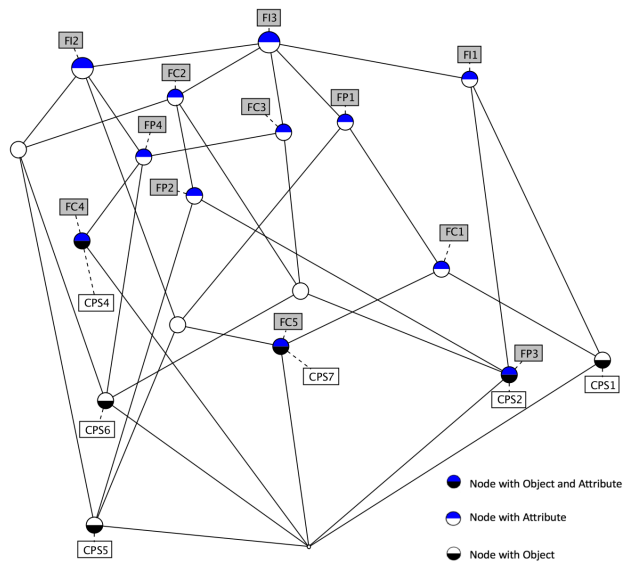 FI3
FI2
FI1
FC2
FP1
FC3
FP4
FP2
FC4
FC1
CPS4
FC5
FP3
CPS7
CPS1
CPS2
CPS6
Node with Object and Attribute
Node with Attribute
CPS5
Node with Object